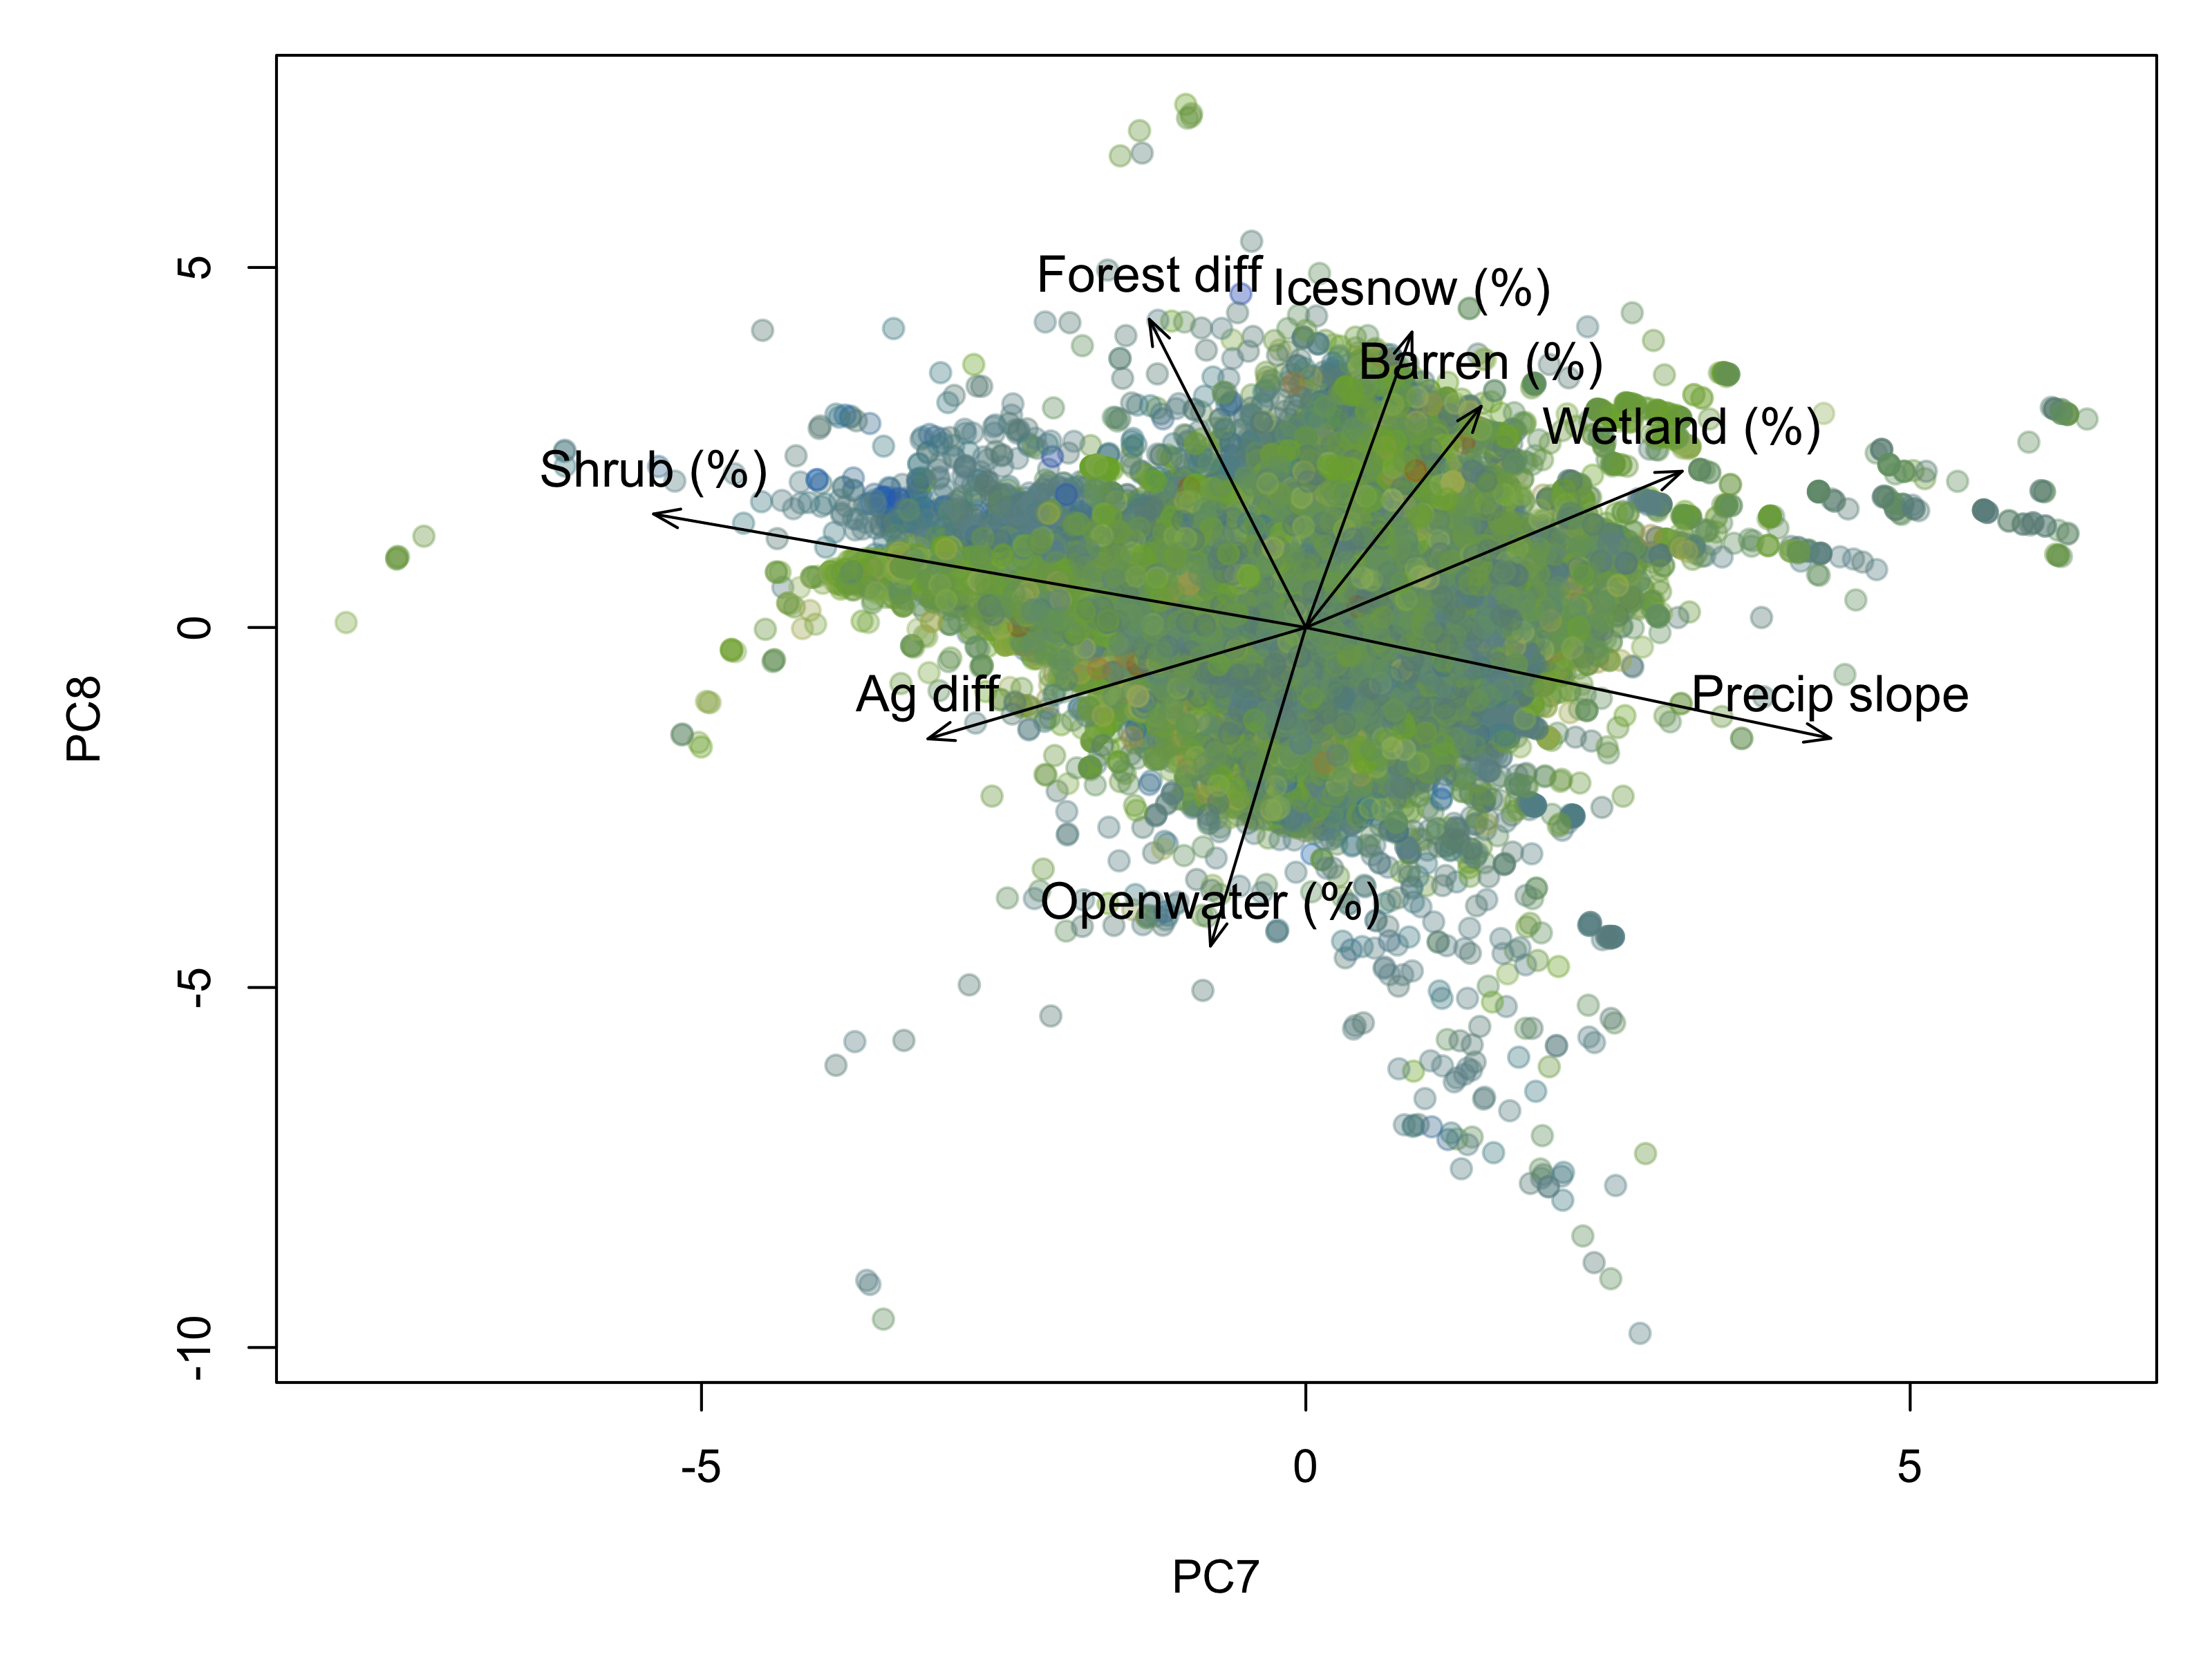 Forest diff
Icesnow (%)
Barren (%)
Wetland (%)
Shrub (%)
Ag diff
Precip slope
Openwater (%)
PC8
5
0
-5
-10
-5
0
5
PC7